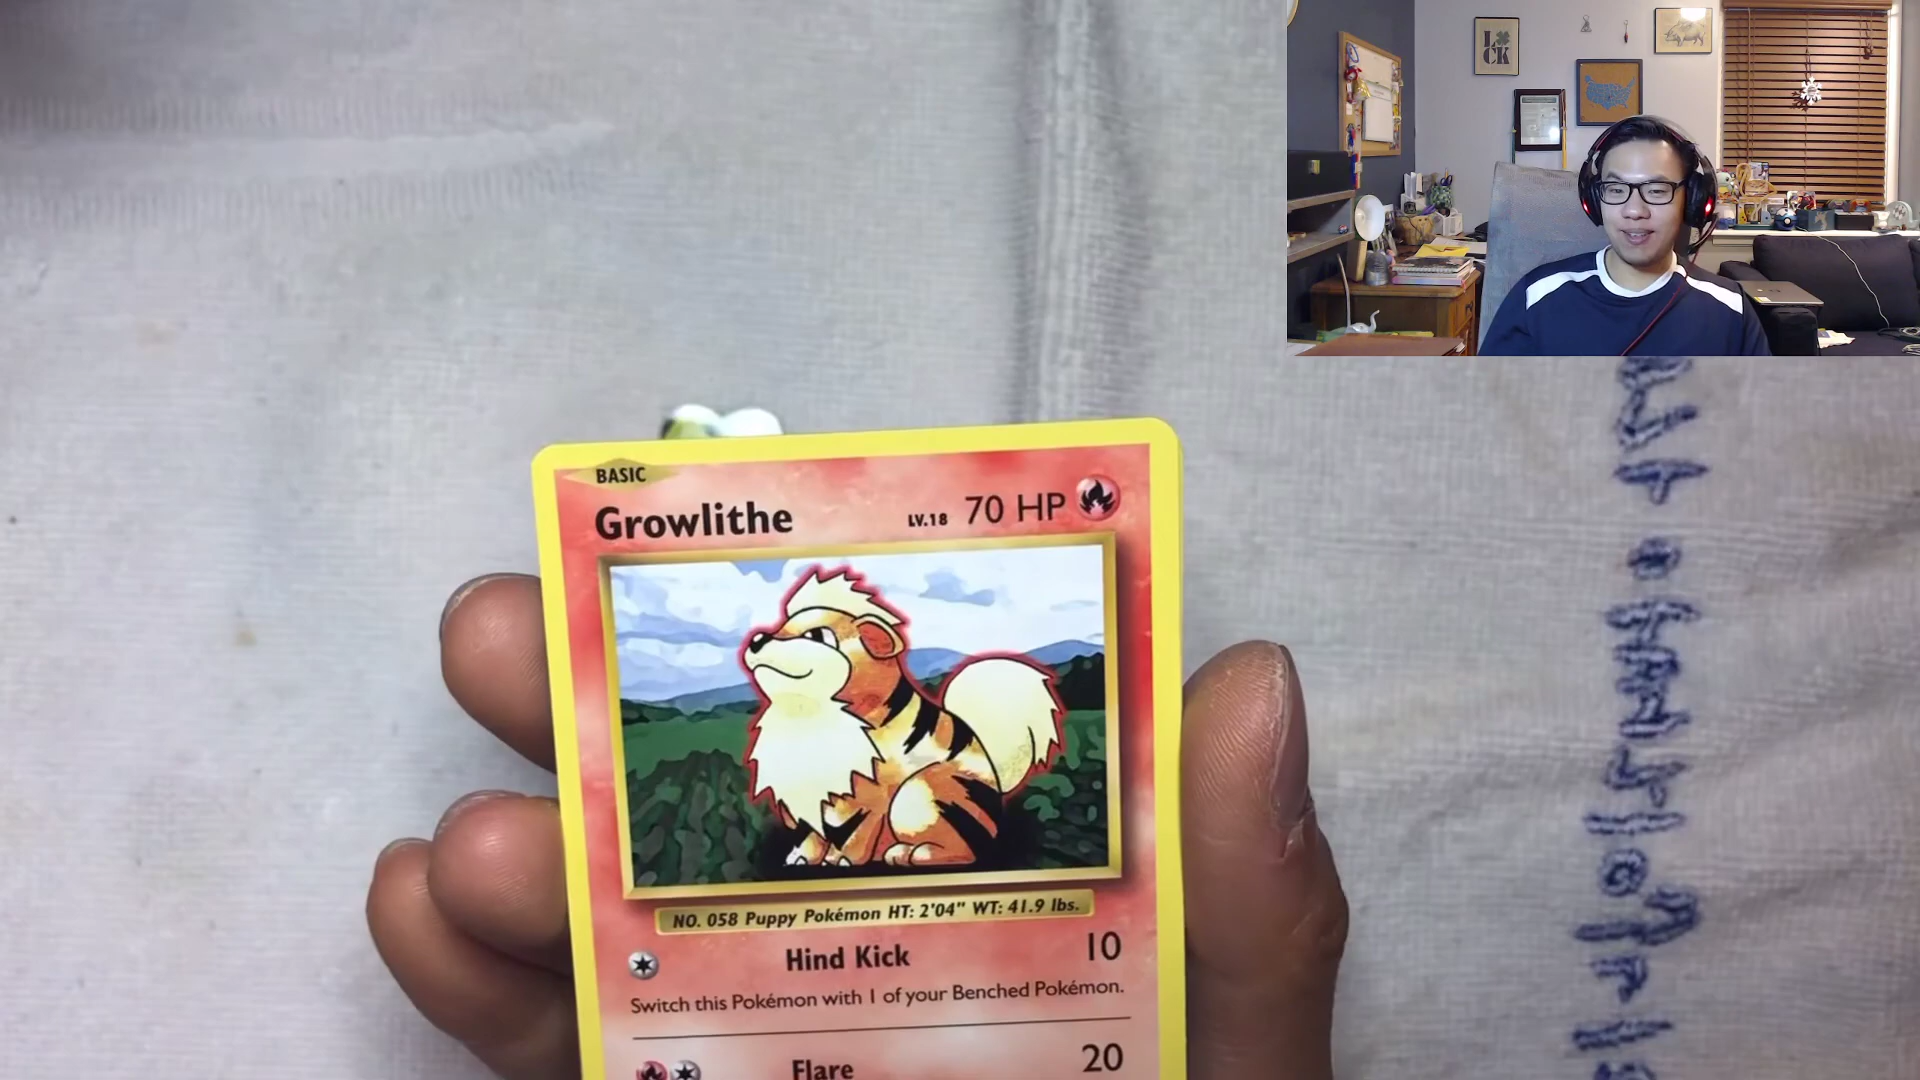 L CK
BASIC
Growlithe LV.18 70 HP
NO. 058 Puppy Pokémon HT: 2'04" WT: 41.9 lbs.
Hind Kick 10
Switch this Pokémon with 1 of your Benched Pokémon.
Flare 20